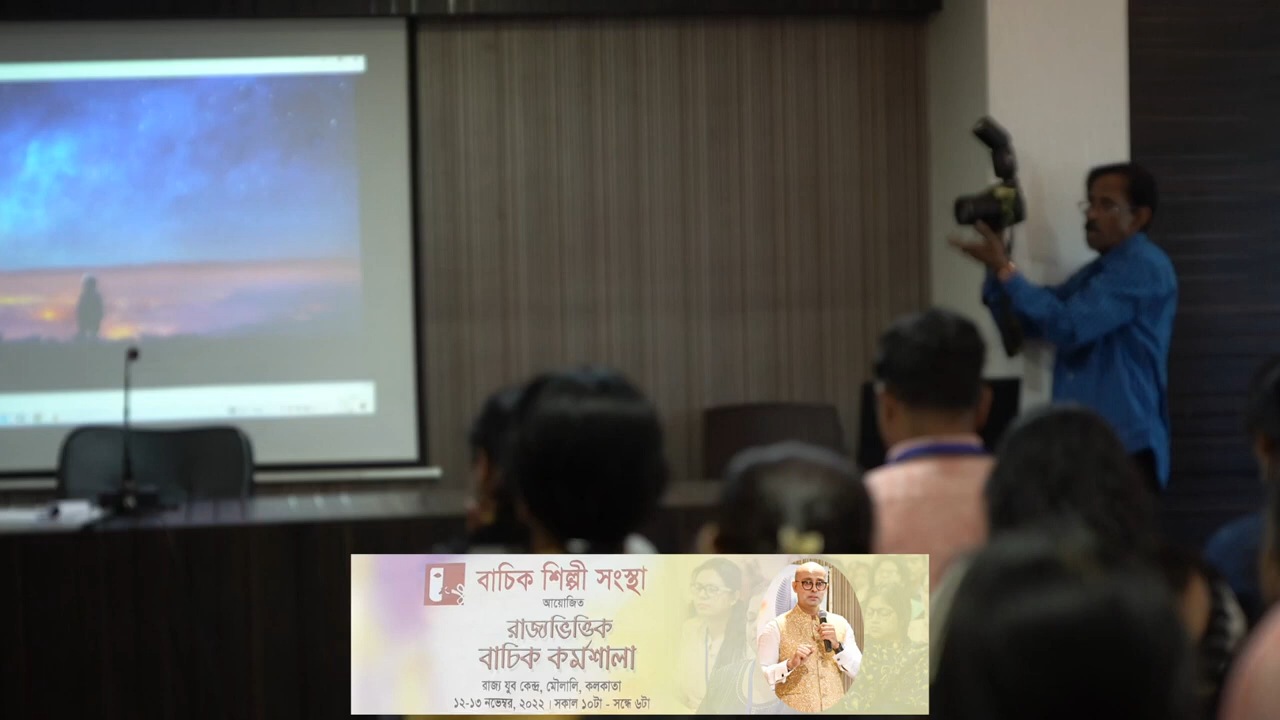 বাচিক শিল্পী সংস্থা
আয়োজিত
রাজ্যভিত্তিক
বাচিক কর্মশালা
রাজ্য যুব কেন্দ্র, মৌলালি, কলকাতা
১২-১৩ নভেম্বর, ২০২২ | সকাল ১০টা - সন্ধে ৬টা